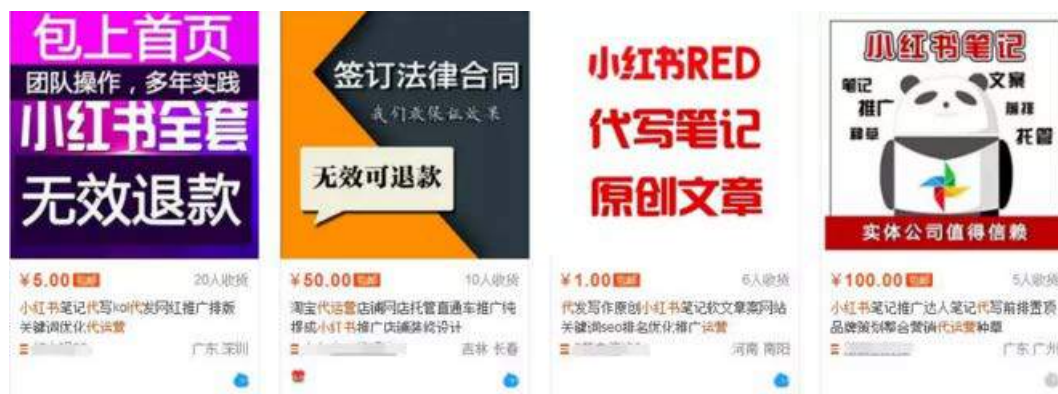 包上首页
团队操作，多年实践
小红书全套
无效退款
¥5.00 包邮
20人收货
小红书笔记代写kol代发网红推广排版
关键词优化代运营
广东 深圳
签订法律合同
我们敢保证效果
无效可退款
¥50.00 包邮
10人收货
淘宝代运营店铺网店托管直通车推广纯
提成小红书推广店铺装修设计
吉林 长春
小红书RED
代写笔记
原创文章
¥1.00 包邮
6人收货
代发写作原创小红书笔记软文章案网站
关键词seo排名优化推广运营
河南 南阳
小红书笔记
笔记
推广
种草
文案
托管
实体公司值得信赖
¥100.00 包邮
5人收货
小红书笔记推广达人笔记代写前排置顶
品牌策划整合营销代运营种草
广东 广州